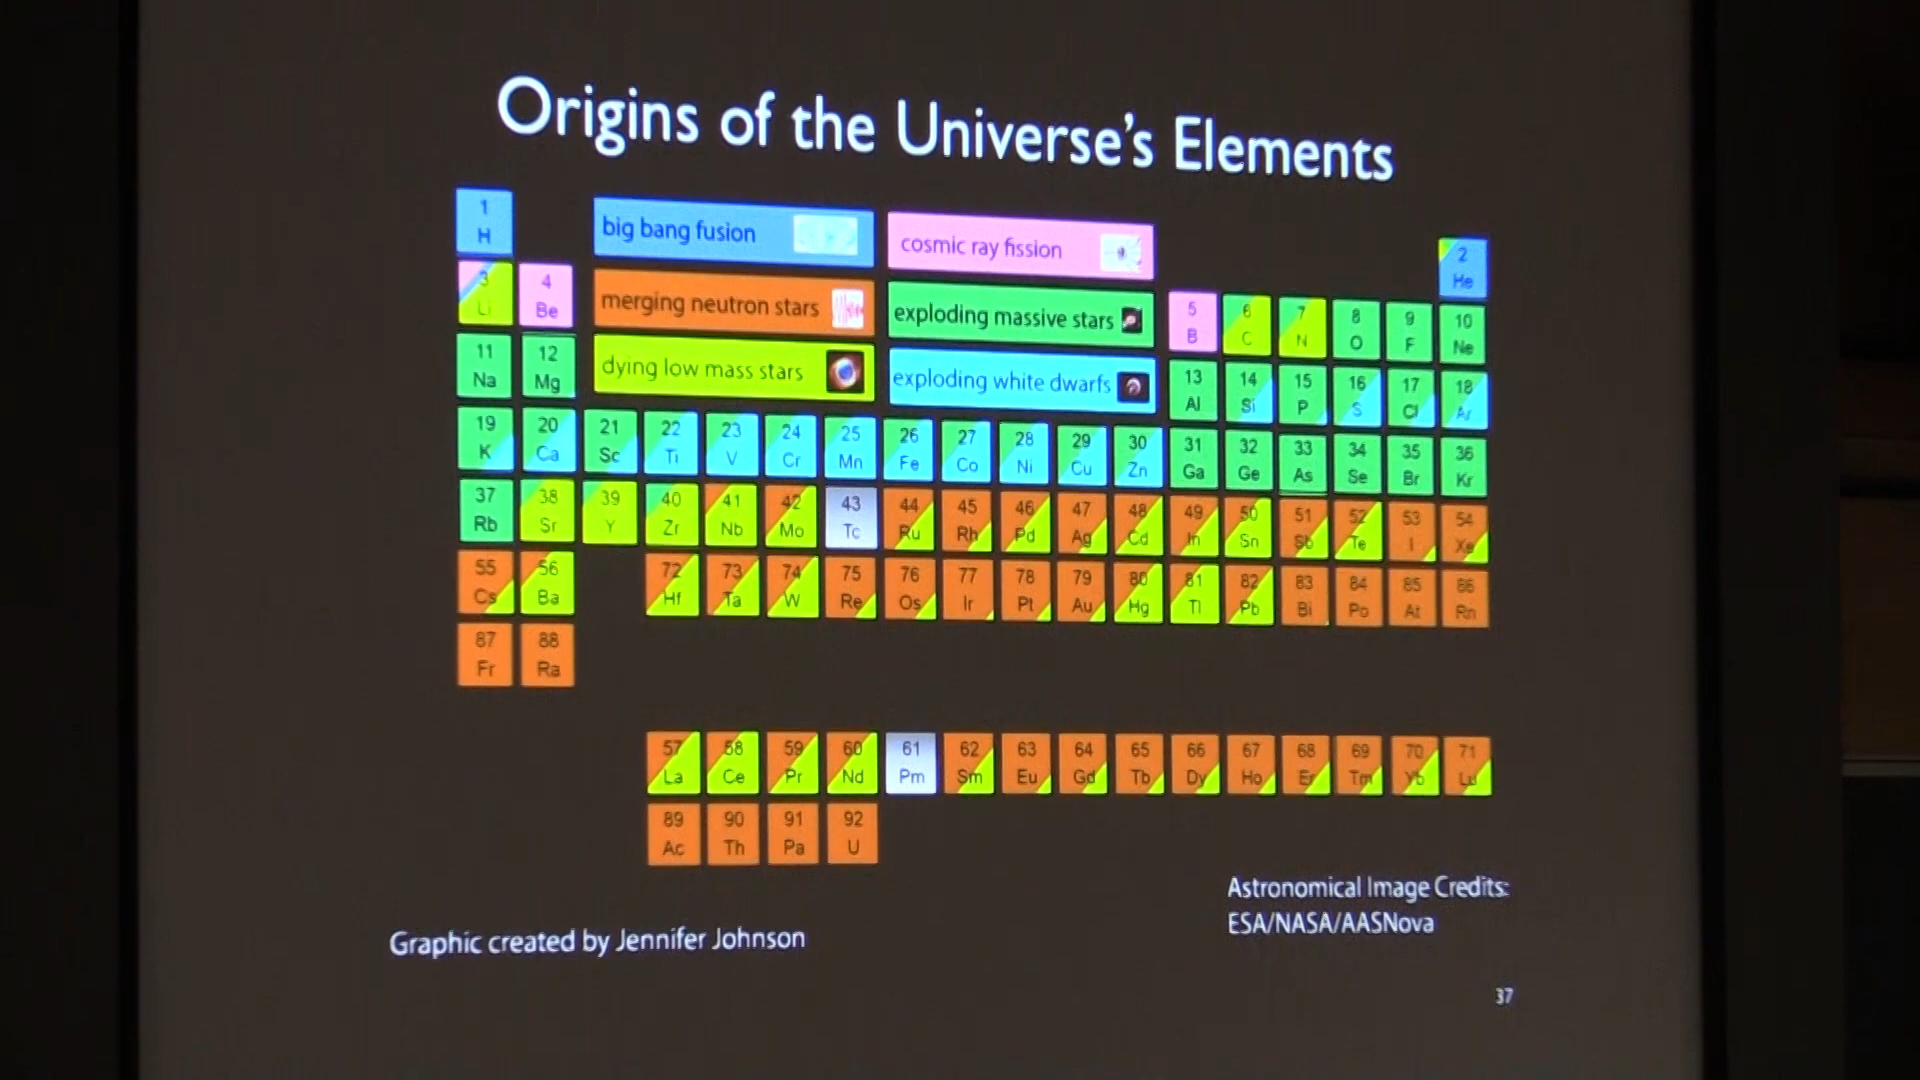 Origins of the Universe's Elements
1 H
big bang fusion
cosmic ray fission
2 He
3 Li
4 Be
merging neutron stars
exploding massive stars
5 B
6 C
7 N
8 O
9 F
10 Ne
11 Na
12 Mg
dying low mass stars
exploding white dwarfs
13 Al
14 Si
15 P
16 S
17 Cl
18 Ar
19 K
20 Ca
21 Sc
22 Ti
23 V
24 Cr
25 Mn
26 Fe
27 Co
28 Ni
29 Cu
30 Zn
31 Ga
32 Ge
33 As
34 Se
35 Br
36 Kr
37 Rb
38 Sr
39 Y
40 Zr
41 Nb
42 Mo
43 Tc
44 Ru
45 Rh
46 Pd
47 Ag
48 Cd
49 In
50 Sn
51 Sb
52 Te
53 I
54 Xe
55 Cs
56 Ba
72 Hf
73 Ta
74 W
75 Re
76 Os
77 Ir
78 Pt
79 Au
80 Hg
81 Tl
82 Pb
83 Bi
84 Po
85 At
86 Rn
87 Fr
88 Ra
57 La
58 Ce
59 Pr
60 Nd
61 Pm
62 Sm
63 Eu
64 Gd
65 Tb
66 Dy
67 Ho
68 Er
69 Tm
70 Yb
71 Lu
89 Ac
90 Th
91 Pa
92 U
Graphic created by Jennifer Johnson
Astronomical Image Credits:
ESA/NASA/AASNova
37